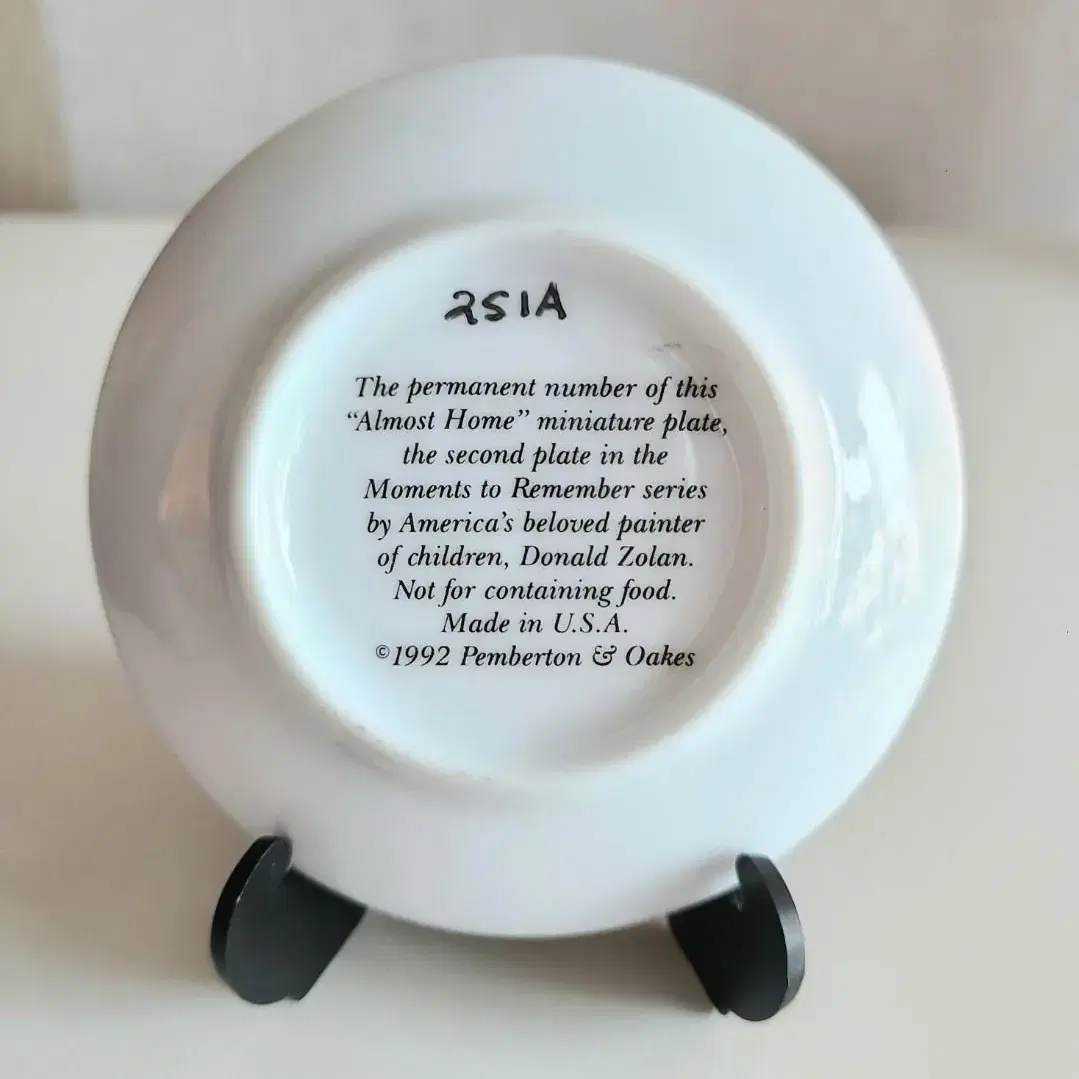 251A
The permanent number of this
“Almost Home” miniature plate,
the second plate in the
Moments to Remember series
by America’s beloved painter
of children, Donald Zolan.
Not for containing food.
Made in U.S.A.
©1992 Pemberton & Oakes